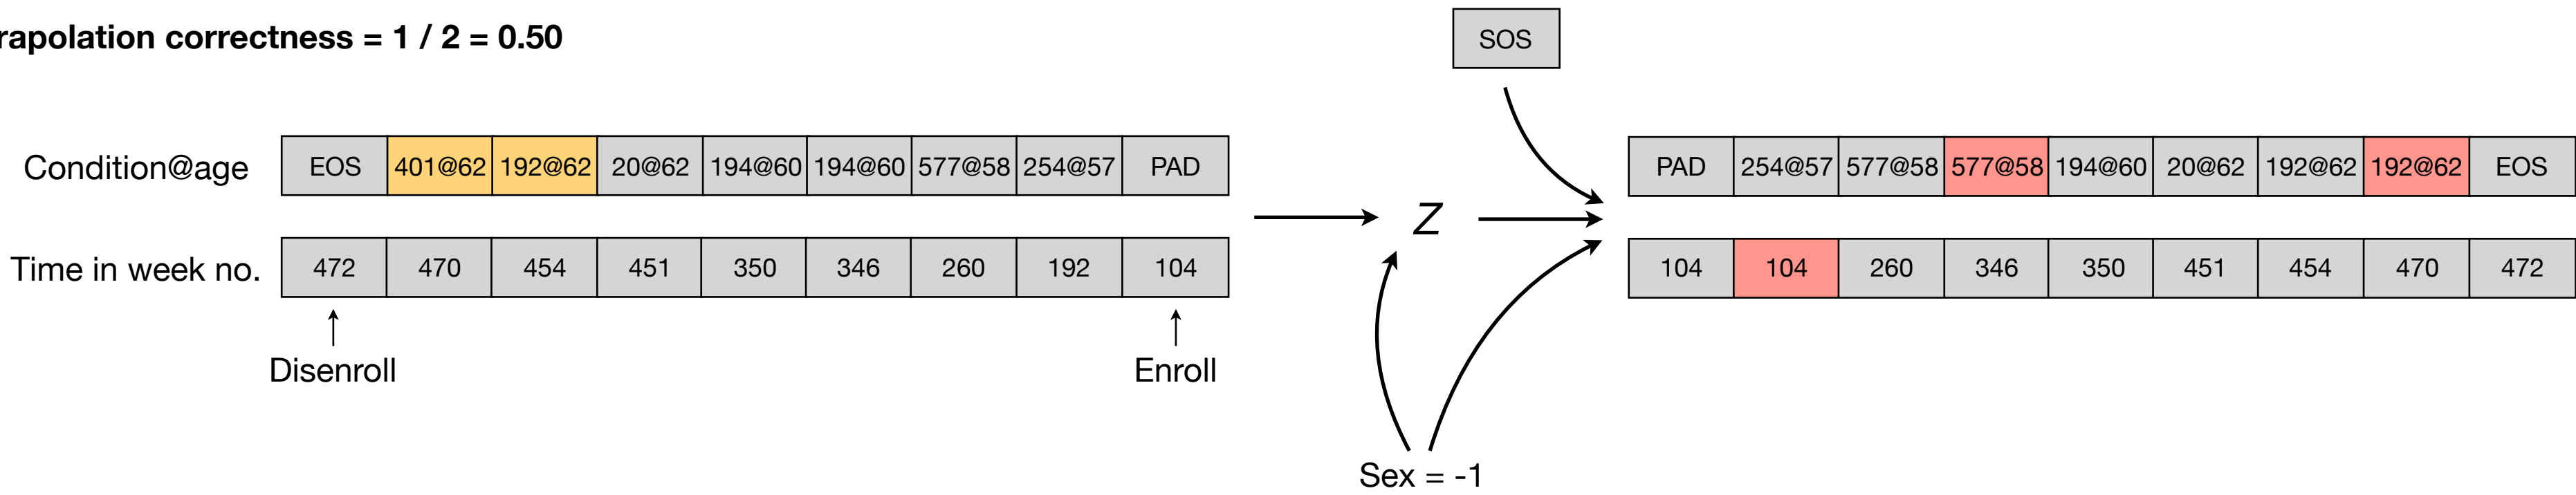 rapolation correctness = 1 / 2 = 0.50
SOS
Condition@age
EOS 401@62 192@62 20@62 194@60 194@60 577@58 254@57 PAD
PAD 254@57 577@58 577@58 194@60 20@62 192@62 192@62 EOS
Z
Time in week no.
472 470 454 451 350 346 260 192 104
104 104 260 346 350 451 454 470 472
Disenroll
Enroll
Sex = -1